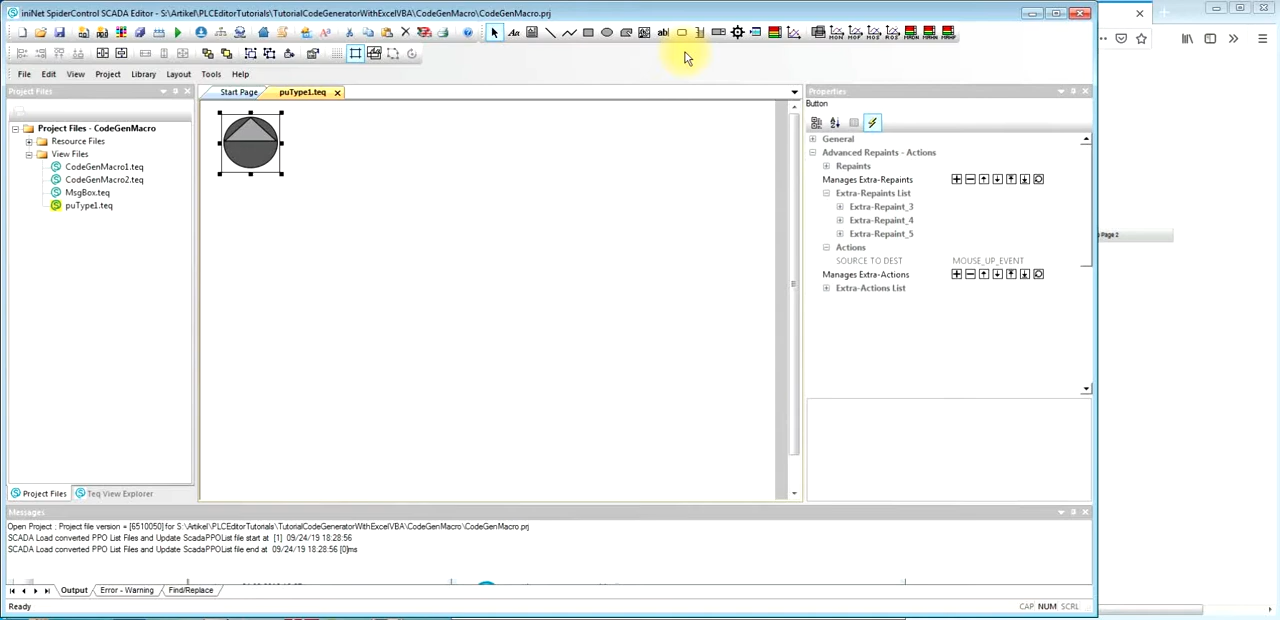 iniNet SpiderControl SCADA Editor - S:\Artikel\PLCEditorTutorials\TutorialCodeGeneratorWithExcelVBA\CodeGenMacro\CodeGenMacro.prj
File Edit View Project Library Layout Tools Help
Project Files
Start Page
puType1.teq
Properties
Button
Project Files - CodeGenMacro
Resource Files
View Files
CodeGenMacro1.teq
CodeGenMacro2.teq
MsgBox.teq
puType1.teq
General
Advanced Repaints - Actions
Repaints
Manages Extra-Repaints
Extra-Repaints List
Extra-Repaint_3
Extra-Repaint_4
Extra-Repaint_5
Actions
SOURCE TO DEST MOUSE_UP_EVENT
Manages Extra-Actions
Extra-Actions List
Page 2
Project Files Teq View Explorer
Messages
Open Project : Project file version = [6510050] for S:\Artikel\PLCEditorTutorials\TutorialCodeGeneratorWithExcelVBA\CodeGenMacro\CodeGenMacro.prj
SCADA Load converted PPO List Files and Update ScadaPPOList file start at [1] 09/24/19 18:28:56
SCADA Load converted PPO List Files and Update ScadaPPOList file end at 09/24/19 18:28:56 [0]ms
Output Error - Warning Find/Replace
Ready
CAP NUM SCRL